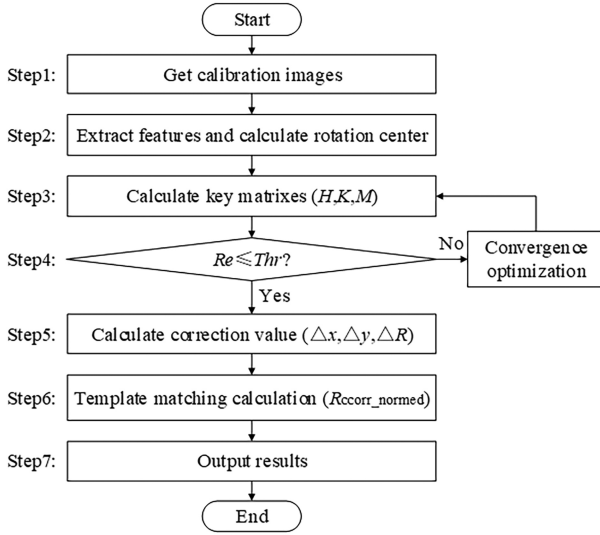 Start
Step1: Get calibration images
Step2: Extract features and calculate rotation center
Step3: Calculate key matrixes (H,K,M)
Step4: Re≤Thr?
No
Convergence
optimization
Yes
Step5: Calculate correction value (△x,△y,△R)
Step6: Template matching calculation (Rccorr_normed)
Step7: Output results
End